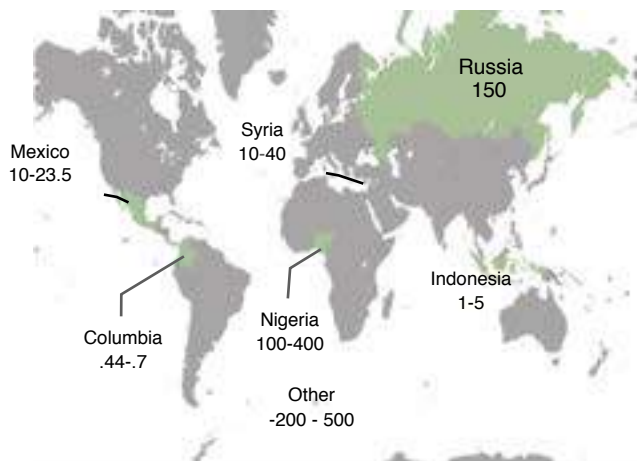 Russia
150
Syria
10-40
Mexico
10-23.5
Indonesia
1-5
Columbia
.44-.7
Nigeria
100-400
Other
-200 - 500